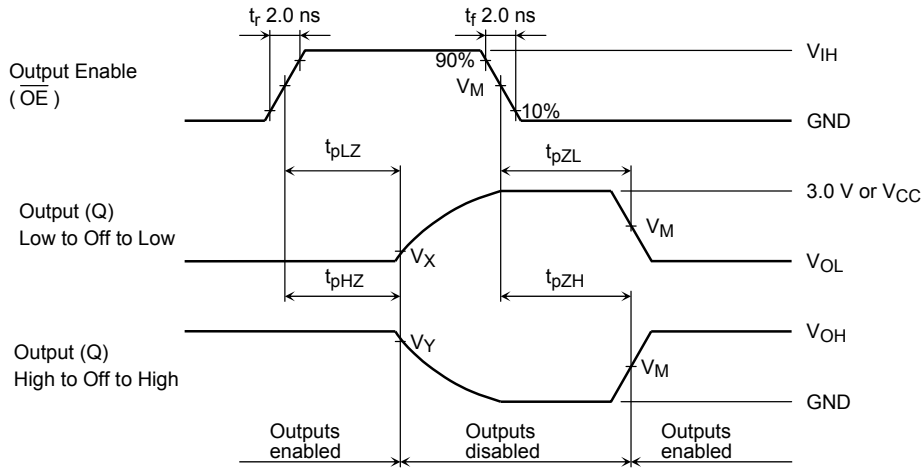 tr 2.0 ns
tf 2.0 ns
Output Enable
( OE )
90%
VM
10%
VIH
GND
tpLZ
tpZL
3.0 V or VCC
Output (Q)
Low to Off to Low
VX
VM
VOL
tpHZ
tpZH
VOH
Output (Q)
High to Off to High
VY
VM
GND
Outputs
enabled
Outputs
disabled
Outputs
enabled